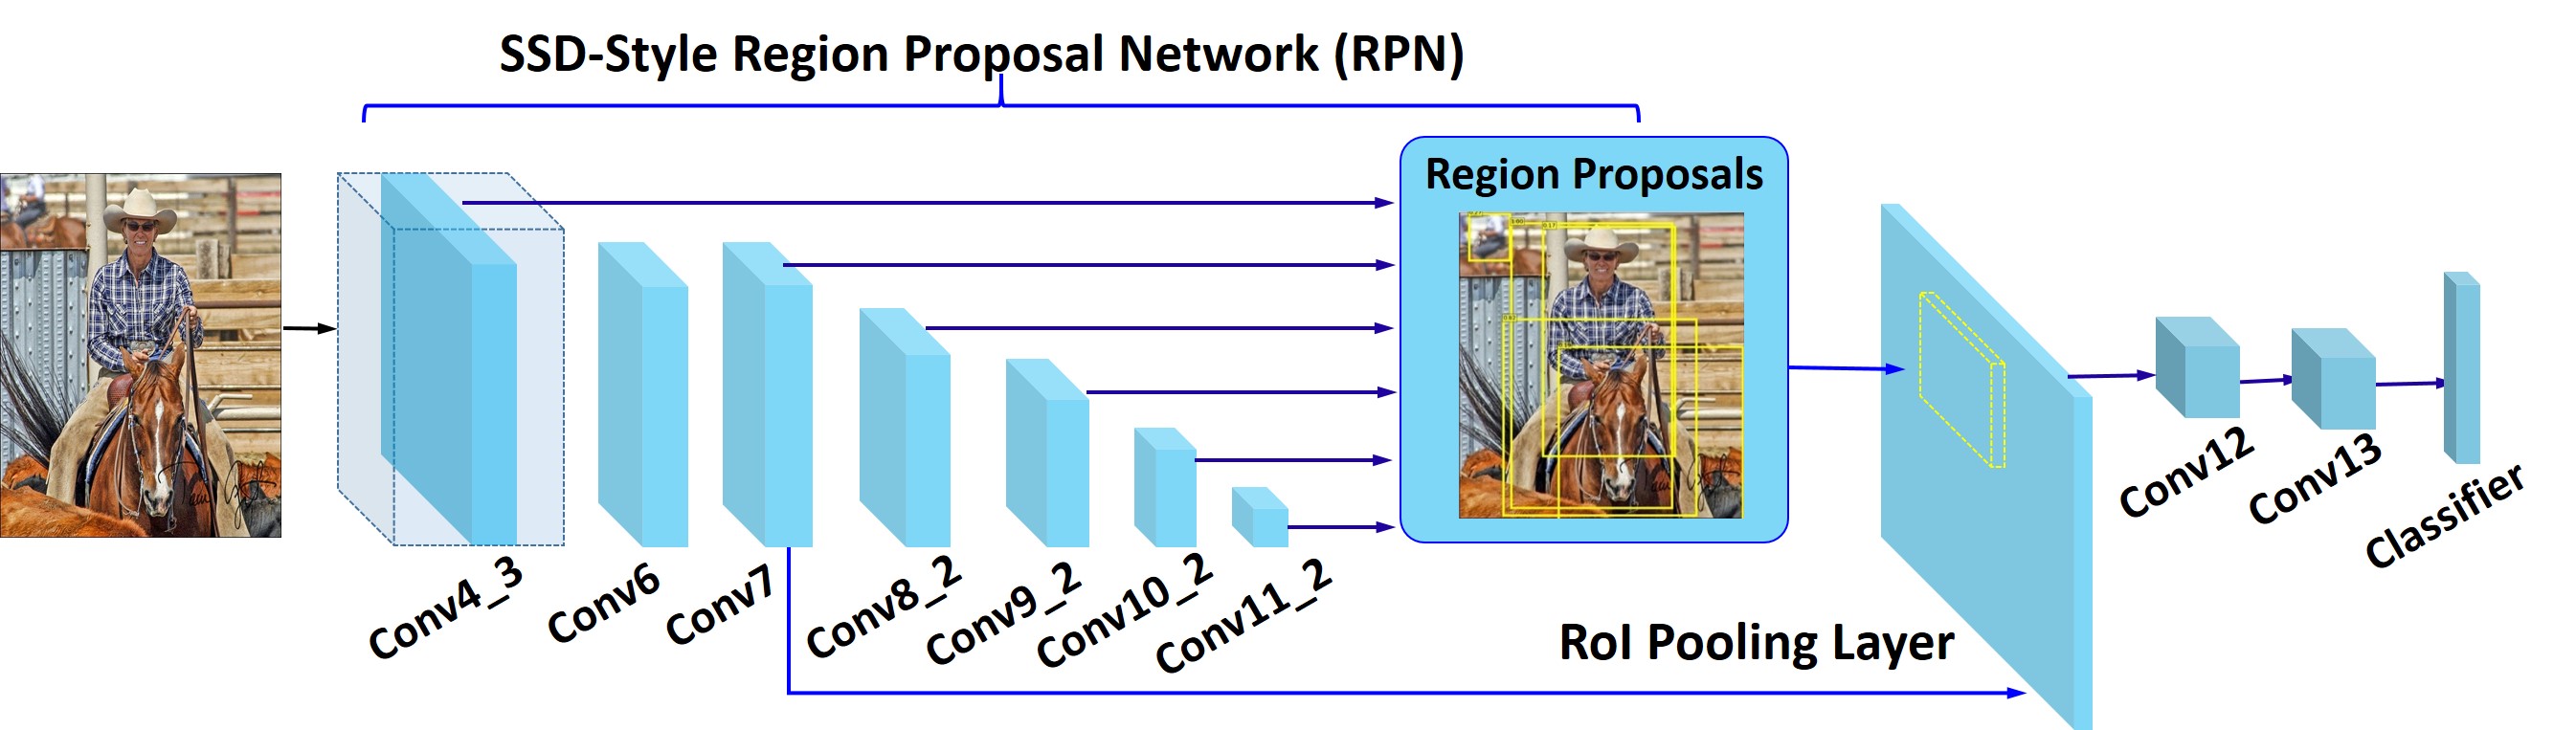 SSD-Style Region Proposal Network (RPN)
Region Proposals
Conv4_3
Conv6
Conv7
Conv8_2
Conv9_2
Conv10_2
Conv11_2
RoI Pooling Layer
Conv12
Conv13
Classifier